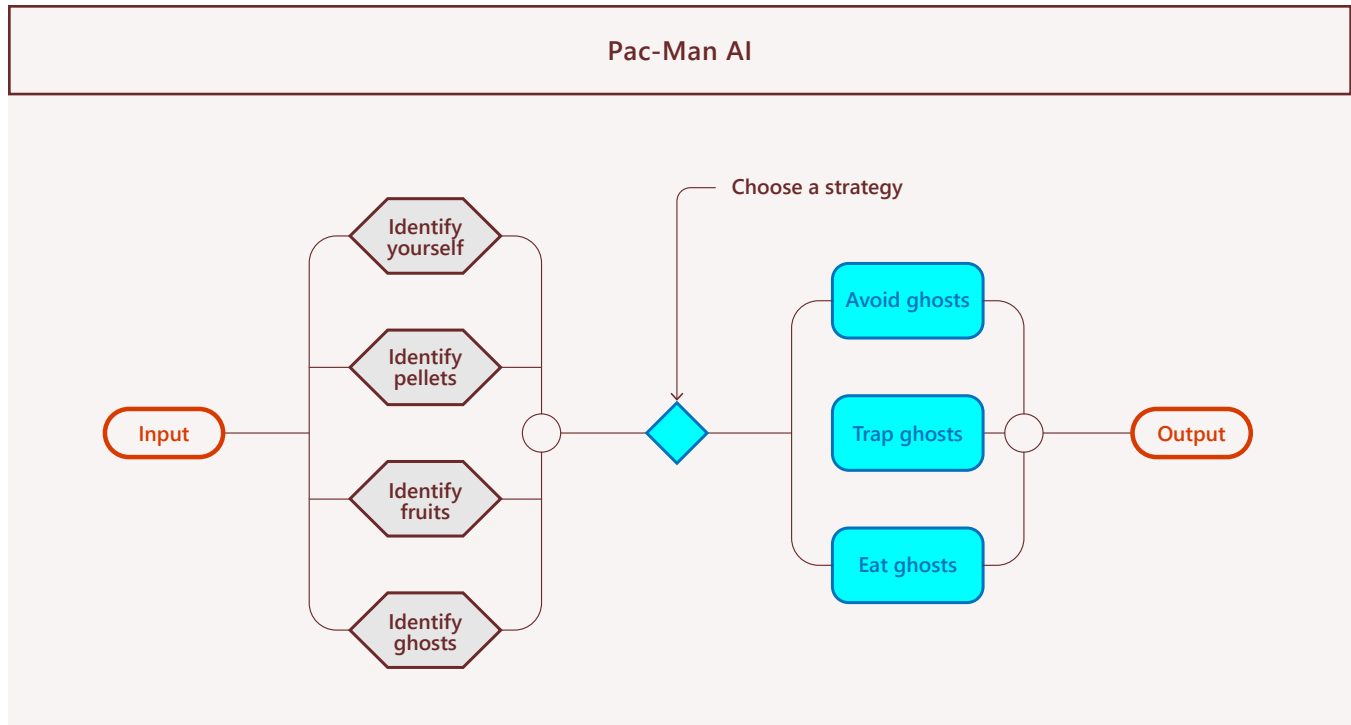 Pac-Man AI
Choose a strategy
Identify
yourself
Identify
pellets
Identify
fruits
Identify
ghosts
Input
Avoid ghosts
Trap ghosts
Eat ghosts
Output